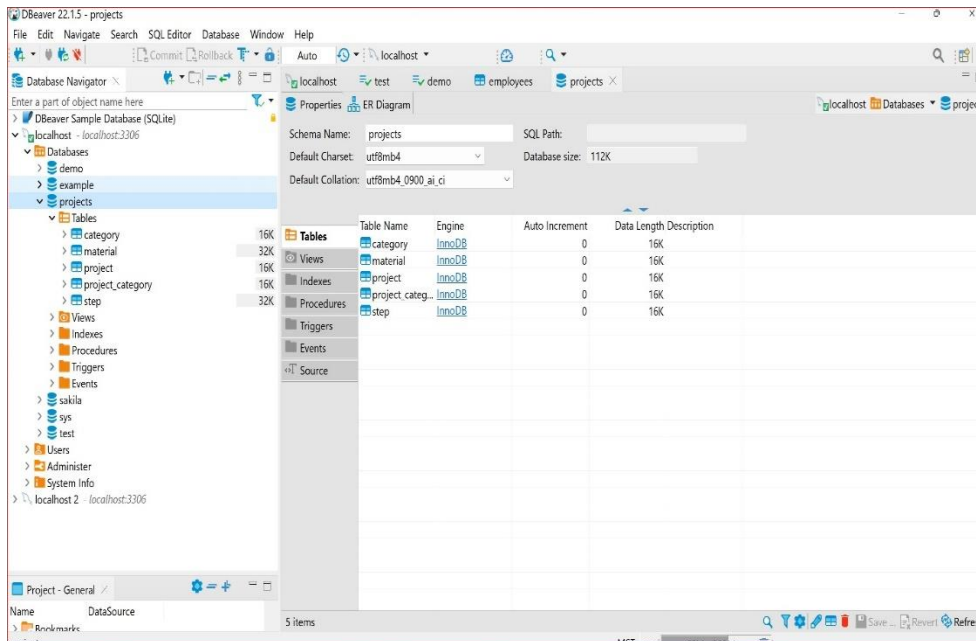 DBeaver 22.1.5 - projects
File Edit Navigate Search SQL Editor Database Window Help
Commit Rollback Auto localhost
Database Navigator
localhost test demo employees projects
Enter a part of object name here
Properties ER Diagram
localhost Databases projec
DBeaver Sample Database (SQLite)
localhost - localhost:3306
Databases
demo
example
projects
Tables
category 16K
material 32K
project 16K
project_category 16K
step 32K
Views
Indexes
Procedures
Triggers
Events
sakila
sys
test
Users
Administer
System Info
localhost 2 - localhost:3306
Schema Name: projects SQL Path:
Default Charset: utf8mb4 Database size: 112K
Default Collation: utf8mb4_0900_ai_ci
Tables
Views
Indexes
Procedures
Triggers
Events
Source
Table Name Engine Auto Increment Data Length Description
category InnoDB 0 16K
material InnoDB 0 16K
project InnoDB 0 16K
project_categ... InnoDB 0 16K
step InnoDB 0 16K
Project - General
Name DataSource
Bookmarks
5 items
Save ... Revert Refre